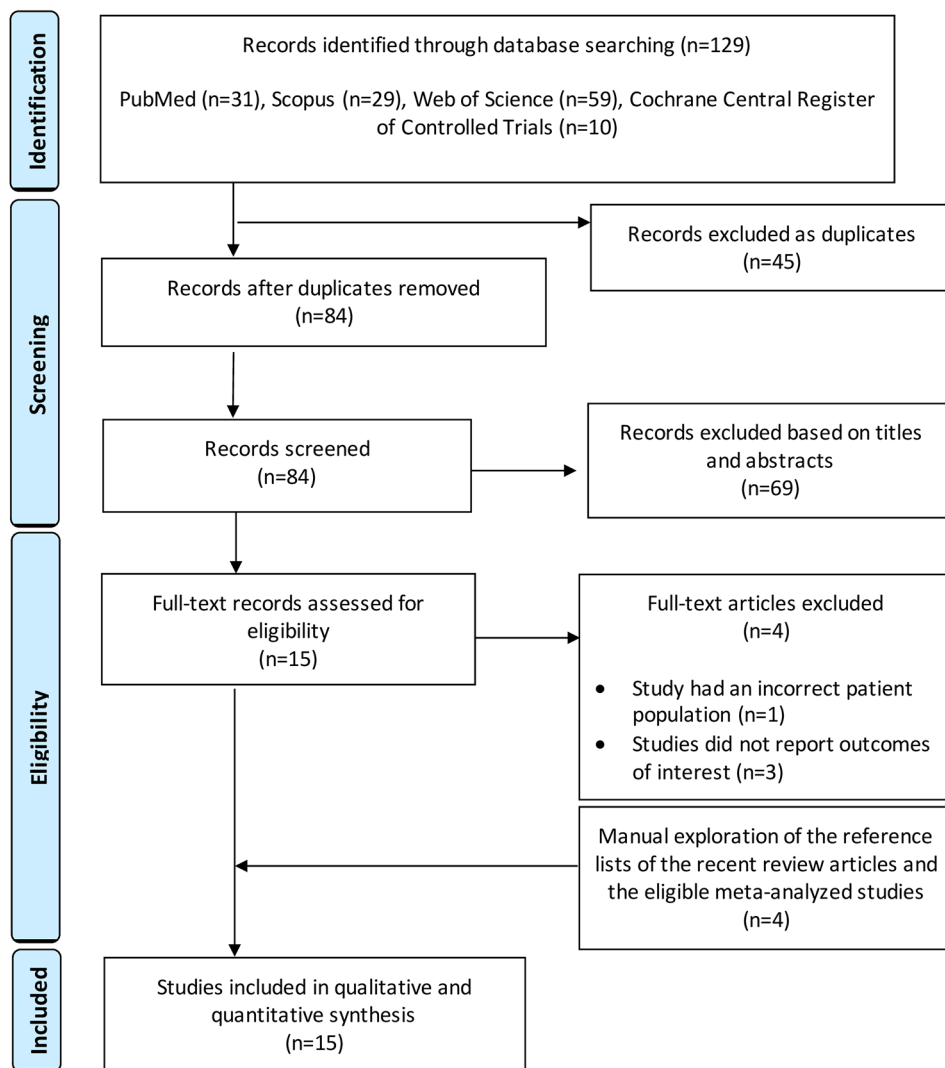 Identification
Records identified through database searching (n=129)
PubMed (n=31), Scopus (n=29), Web of Science (n=59), Cochrane Central Register
of Controlled Trials (n=10)
Screening
Records excluded as duplicates
(n=45)
Records after duplicates removed
(n=84)
Records screened
(n=84)
Records excluded based on titles
and abstracts
(n=69)
Eligibility
Full-text records assessed for
eligibility
(n=15)
Full-text articles excluded
(n=4)
• Study had an incorrect patient
population (n=1)
• Studies did not report outcomes
of interest (n=3)
Manual exploration of the reference
lists of the recent review articles and
the eligible meta-analyzed studies
(n=4)
Included
Studies included in qualitative and
quantitative synthesis
(n=15)